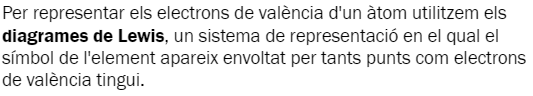 Per representar els electrons de valència d'un àtom utilitzem els
diagrames de Lewis, un sistema de representació en el qual el
símbol de l'element apareix envoltat per tants punts com electrons
de valència tingui.